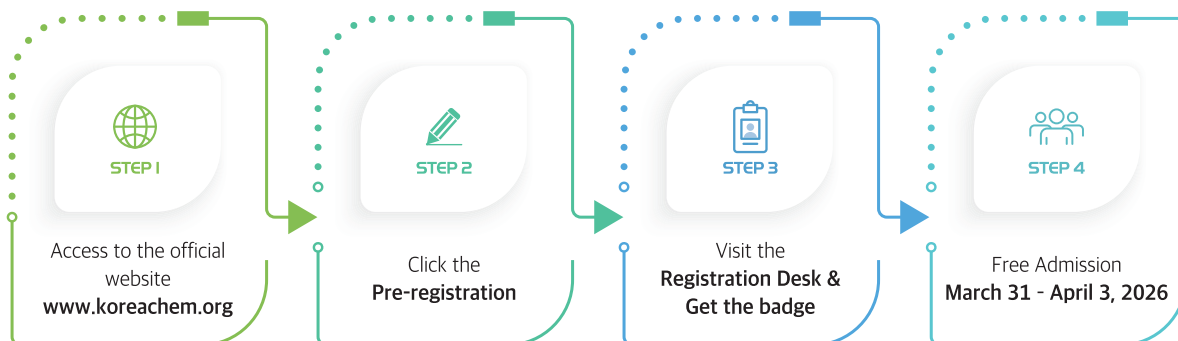 STEP 1
Access to the official
website
www.koreachem.org
STEP 2
Click the
Pre-registration
STEP 3
Visit the
Registration Desk &
Get the badge
STEP 4
Free Admission
March 31 - April 3, 2026